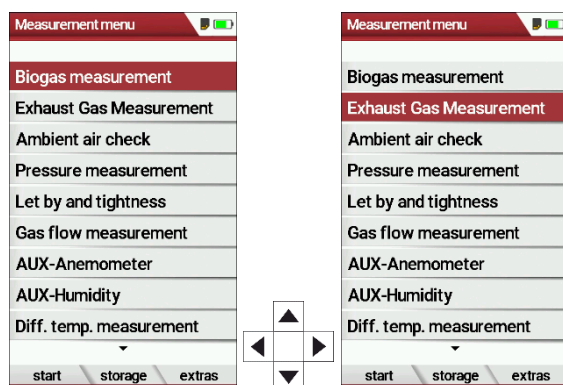 Measurement menu
Biogas measurement
Exhaust Gas Measurement
Ambient air check
Pressure measurement
Let by and tightness
Gas flow measurement
AUX-Anemometer
AUX-Humidity
Diff. temp. measurement
start storage extras
Measurement menu
Biogas measurement
Exhaust Gas Measurement
Ambient air check
Pressure measurement
Let by and tightness
Gas flow measurement
AUX-Anemometer
AUX-Humidity
Diff. temp. measurement
start storage extras